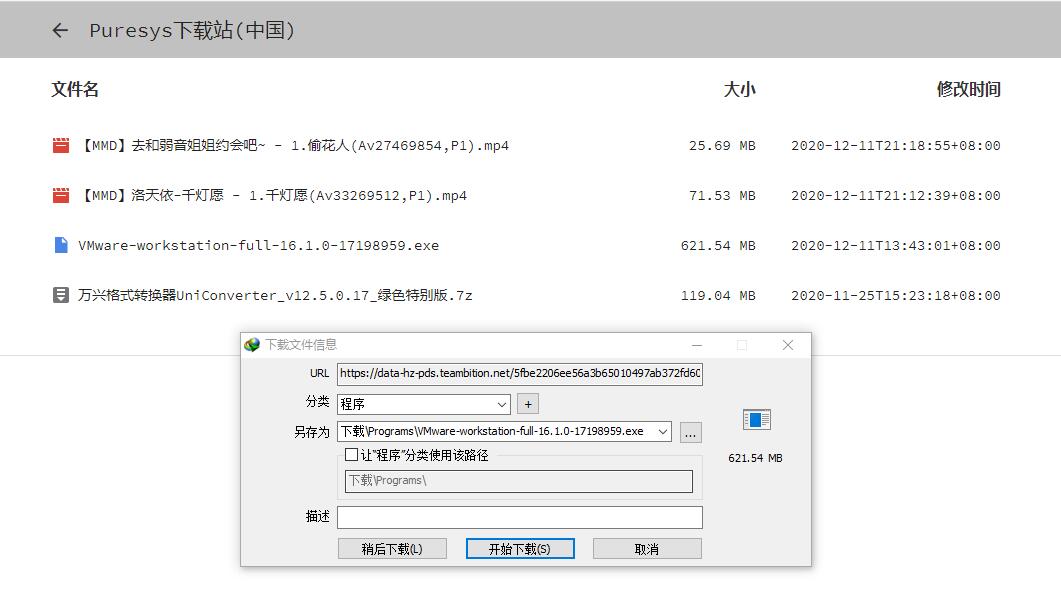 Puresys下载站(中国)
文件名 大小 修改时间
【MMD】去和弱音姐姐约会吧~ - 1.偷花人(Av27469854,P1).mp4 25.69 MB 2020-12-11T21:18:55+08:00
【MMD】洛天依-千灯愿 - 1.千灯愿(Av33269512,P1).mp4 71.53 MB 2020-12-11T21:12:39+08:00
VMware-workstation-full-16.1.0-17198959.exe 621.54 MB 2020-12-11T13:43:01+08:00
万兴格式转换器UniConverter_v12.5.0.17_绿色特别版.7z 119.04 MB 2020-11-25T15:23:18+08:00
下载文件信息
URL https://data-hz-pds.teambition.net/5fbe2206ee56a3b65010497ab372fd60
分类 程序 +
另存为 下载\Programs\VMware-workstation-full-16.1.0-17198959.exe ...
让"程序"分类使用该路径
621.54 MB
下载\Programs\
描述
稍后下载(L) 开始下载(S) 取消